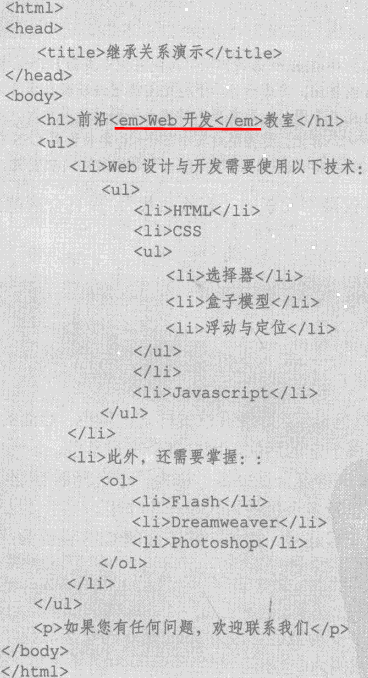 <html>
<head>
<title>继承关系演示</title>
</head>
<body>
<h1>前沿<em>Web 开发</em>教室</h1>
<ul>
<li>Web 设计与开发需要使用以下技术:
<ul>
<li>HTML</li>
<li>CSS
<ul>
<li>选择器</li>
<li>盒子模型</li>
<li>浮动与定位</li>
</ul>
</li>
<li>Javascript</li>
</ul>
</li>
<li>此外，还需要掌握：:
<ol>
<li>Flash</li>
<li>Dreamweaver</li>
<li>Photoshop</li>
</ol>
</li>
</ul>
<p>如果您有任何问题，欢迎联系我们</p>
</body>
</html>